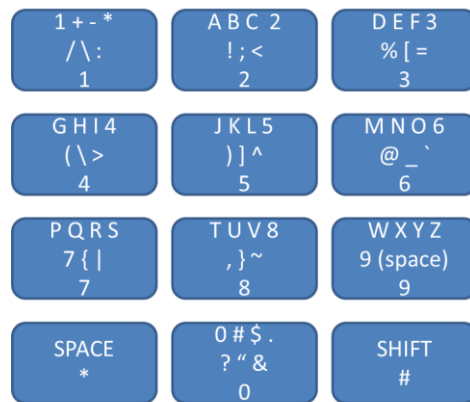 1 + - *
/ \ :
1
A B C 2
! ; <
2
D E F 3
% [ =
3
G H I 4
( \ >
4
J K L 5
) ] ^
5
M N O 6
@ _ `
6
P Q R S
7 { |
7
T U V 8
, } ~
8
W X Y Z
9 (space)
9
SPACE
*
0 # $ .
? “ &
0
SHIFT
#